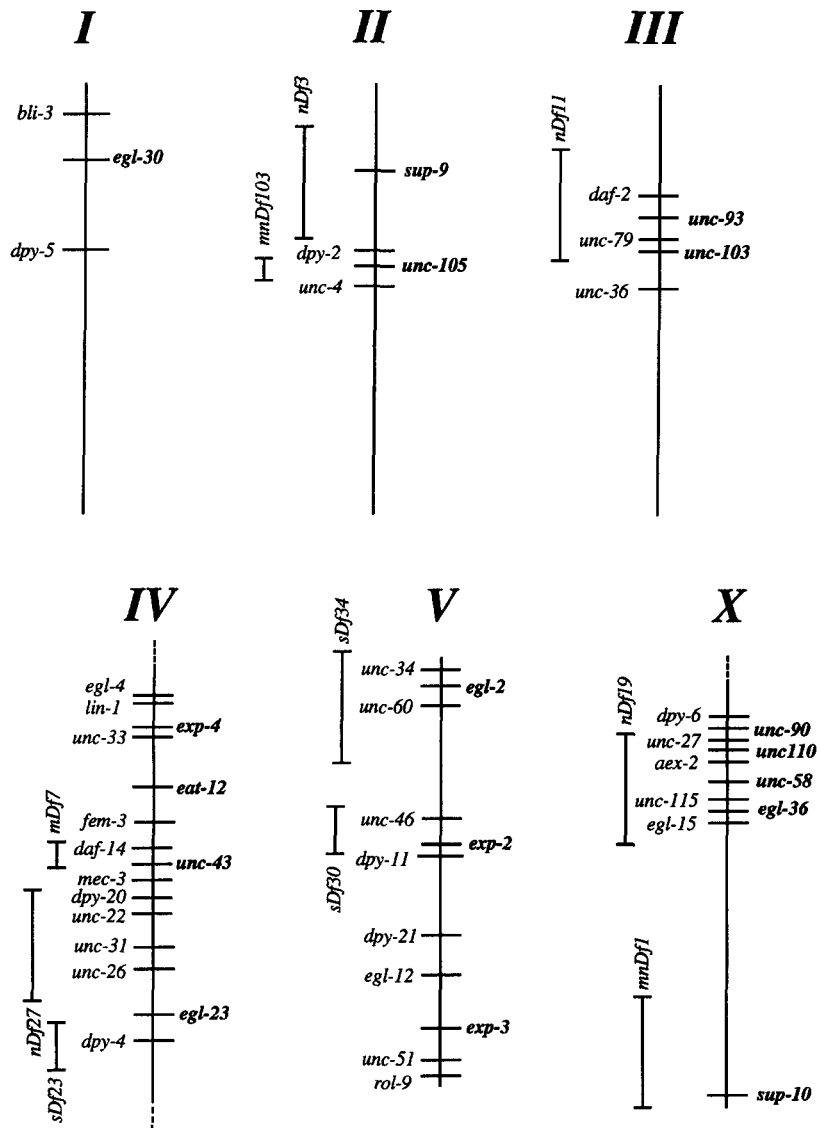 I
bli-3
egl-30
dpy-5
II
nDf3
sup-9
mnDf103
dpy-2
unc-105
unc-4
III
nDf11
daf-2
unc-93
unc-79
unc-103
unc-36
IV
egl-4
lin-1
exp-4
unc-33
eat-12
mDf7
fem-3
daf-14
unc-43
mec-3
dpy-20
unc-22
unc-31
unc-26
nDf27
egl-23
dpy-4
sDf23
V
sDf34
unc-34
egl-2
unc-60
unc-46
exp-2
dpy-11
sDf30
dpy-21
egl-12
exp-3
unc-51
rol-9
X
nDf19
dpy-6
unc-90
unc-27
unc110
aex-2
unc-58
unc-115
egl-36
egl-15
mnDf1
sup-10